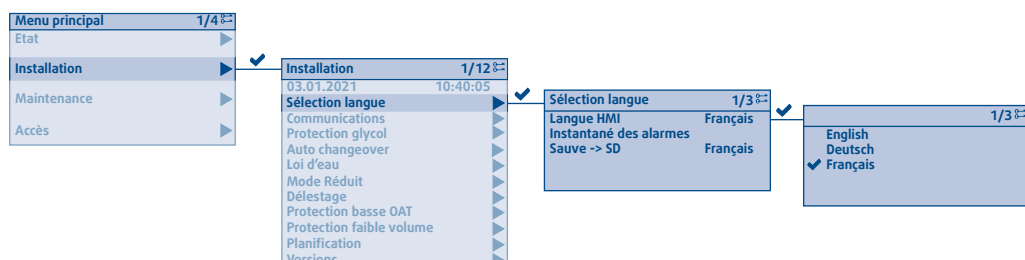 Menu principal 1/4
Etat
Installation
Maintenance
Accès
Installation 1/12
03.01.2021 10:40:05
Sélection langue
Communications
Protection glycol
Auto changeover
Loi d'eau
Mode Réduit
Délestage
Protection basse OAT
Protection faible volume
Planification
Versions
Sélection langue 1/3
Langue HMI Français
Instantané des alarmes
Sauve -> SD Français
1/3
English
Deutsch
Français